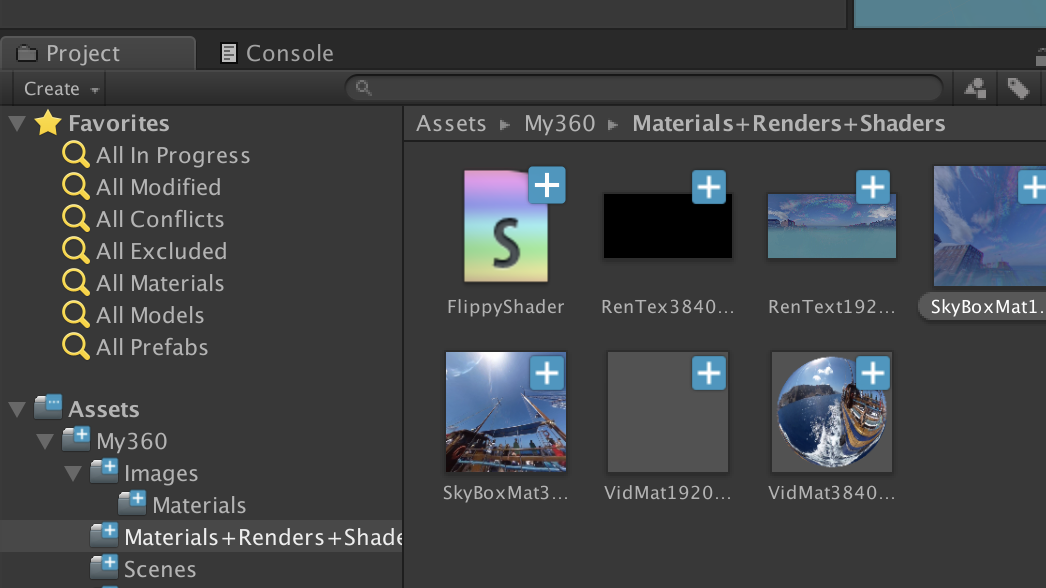 Project
Console
Create
Favorites
All In Progress
All Modified
All Conflicts
All Excluded
All Materials
All Models
All Prefabs
Assets
My360
Images
Materials
Materials+Renders+Shade
Scenes
Assets ▸ My360 ▸ Materials+Renders+Shaders
S
FlippyShader
RenTex3840...
RenText192...
SkyBoxMat1.
SkyBoxMat3...
VidMat1920...
VidMat3840...